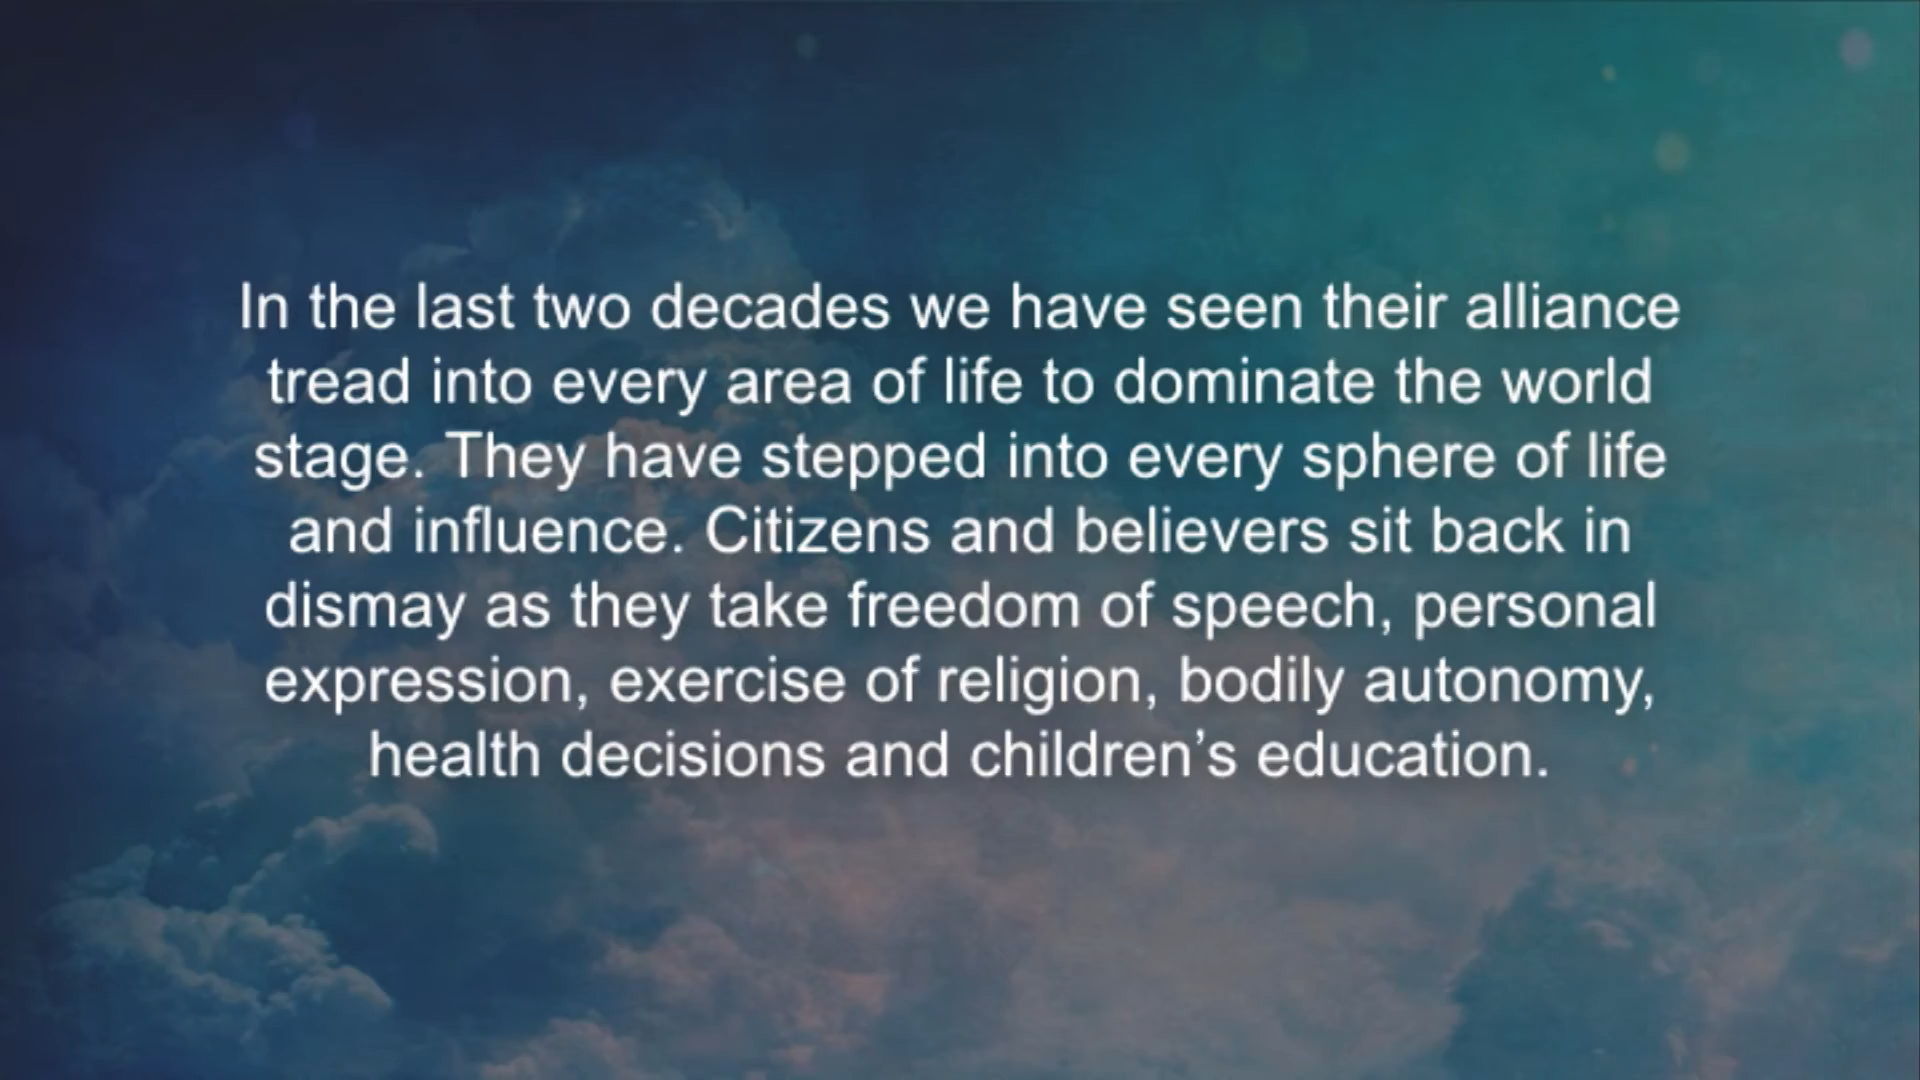 In the last two decades we have seen their alliance
tread into every area of life to dominate the world
stage. They have stepped into every sphere of life
and influence. Citizens and believers sit back in
dismay as they take freedom of speech, personal
expression, exercise of religion, bodily autonomy,
health decisions and children’s education.